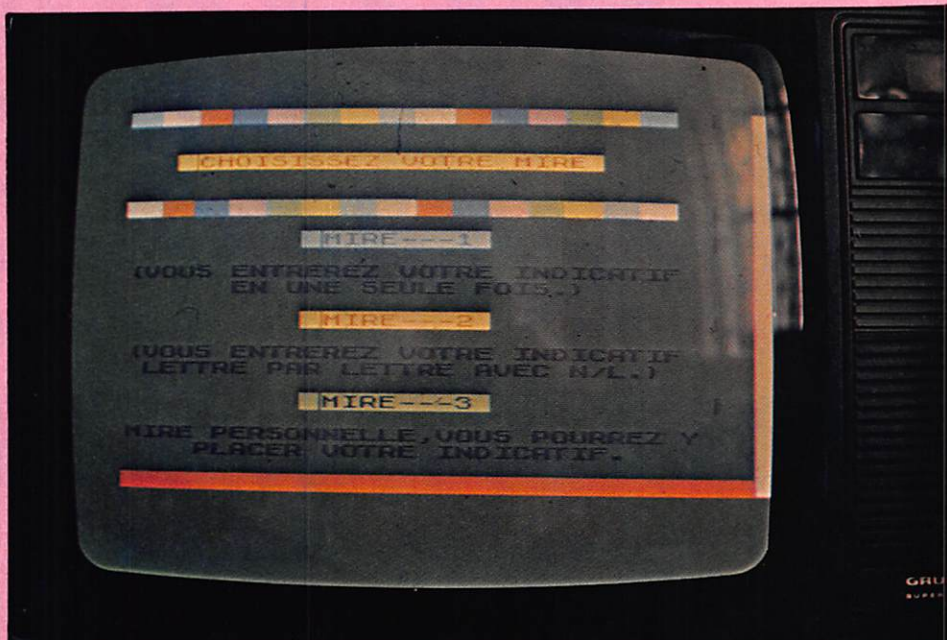 CHOISISSEZ VOTRE MIRE
MIRE---1
(VOUS ENTREREZ VOTRE INDICATIF
EN UNE SEULE FOIS.)
MIRE---2
(VOUS ENTREREZ VOTRE INDICATIF
LETTRE PAR LETTRE AVEC N/L.)
MIRE---3
MIRE PERSONNELLE,VOUS POURREZ Y
PLACER VOTRE INDICATIF.
GRU
SUPER